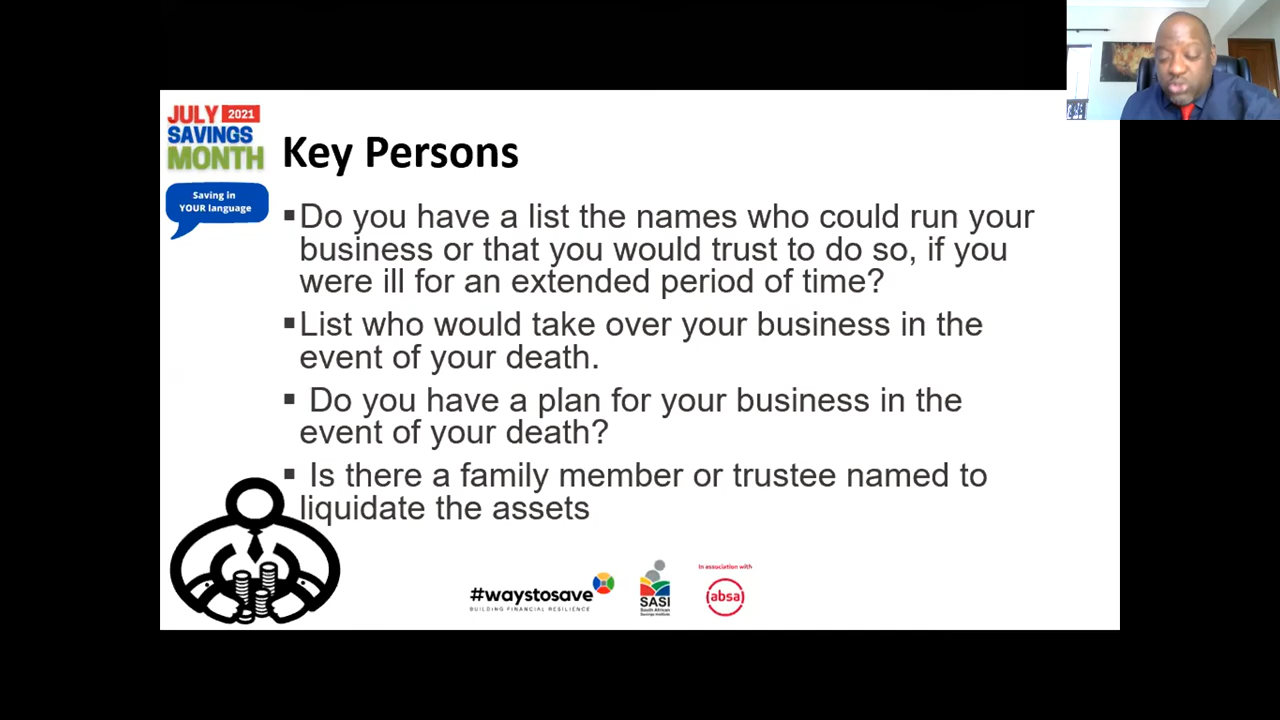 JULY 2021
SAVINGS
MONTH
Saving in
YOUR language
Key Persons
▪Do you have a list the names who could run your
business or that you would trust to do so, if you
were ill for an extended period of time?
▪List who would take over your business in the
event of your death.
▪ Do you have a plan for your business in the
event of your death?
▪ Is there a family member or trustee named to
liquidate the assets
#waystosave
BUILDING FINANCIAL RESILIENCE
SASI
South African
Savings Institute
In association with
absa